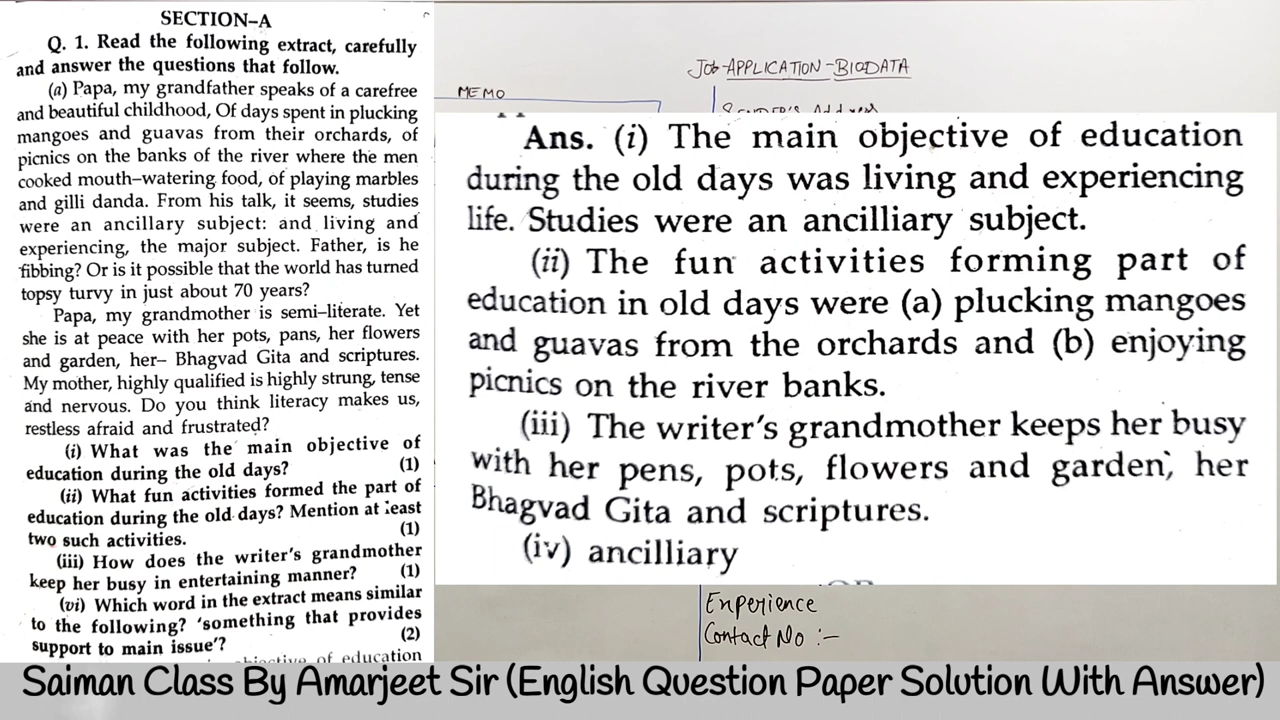 SECTION–A
Q. 1. Read the following extract, carefully
and answer the questions that follow.
(a) Papa, my grandfather speaks of a carefree
and beautiful childhood, Of days spent in plucking
mangoes and guavas from their orchards, of
picnics on the banks of the river where the men
cooked mouth–watering food, of playing marbles
and gilli danda. From his talk, it seems, studies
were an ancillary subject: and living and
experiencing, the major subject. Father, is he
fibbing? Or is it possible that the world has turned
topsy turvy in just about 70 years?
Papa, my grandmother is semi–literate. Yet
she is at peace with her pots, pans, her flowers
and garden, her– Bhagvad Gita and scriptures.
My mother, highly qualified is highly strung, tense
and nervous. Do you think literacy makes us,
restless afraid and frustrated?
(i) What was the main objective of
education during the old days? (1)
(ii) What fun activities formed the part of
education during the old days? Mention at least
two such activities. (1)
(iii) How does the writer's grandmother
keep her busy in entertaining manner? (1)
(vi) Which word in the extract means similar
to the following? 'something that provides
support to main issue'? (2)
objective of education
MEMO
JOB-APPLICATION-BIODATA
Ans. (i) The main objective of education
during the old days was living and experiencing
life. Studies were an ancilliary subject.
(ii) The fun activities forming part of
education in old days were (a) plucking mangoes
and guavas from the orchards and (b) enjoying
picnics on the river banks.
(iii) The writer's grandmother keeps her busy
with her pens, pots, flowers and garden, her
Bhagvad Gita and scriptures.
(iv) ancilliary
Experience
Contact No :-
Saiman Class By Amarjeet Sir (English Question Paper Solution With Answer)